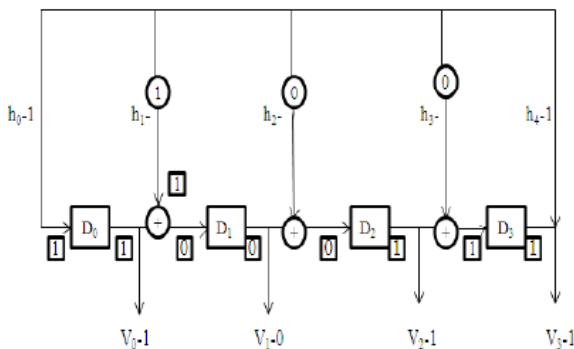 1 0 0
h₀-1 h₁- h₂- h₃- h₄-1
1
+ + +
D₀ D₁ D₂ D₃
1 1 0 0 0 1 1 1
V₀-1 V₁-0 V₂-1 V₃-1